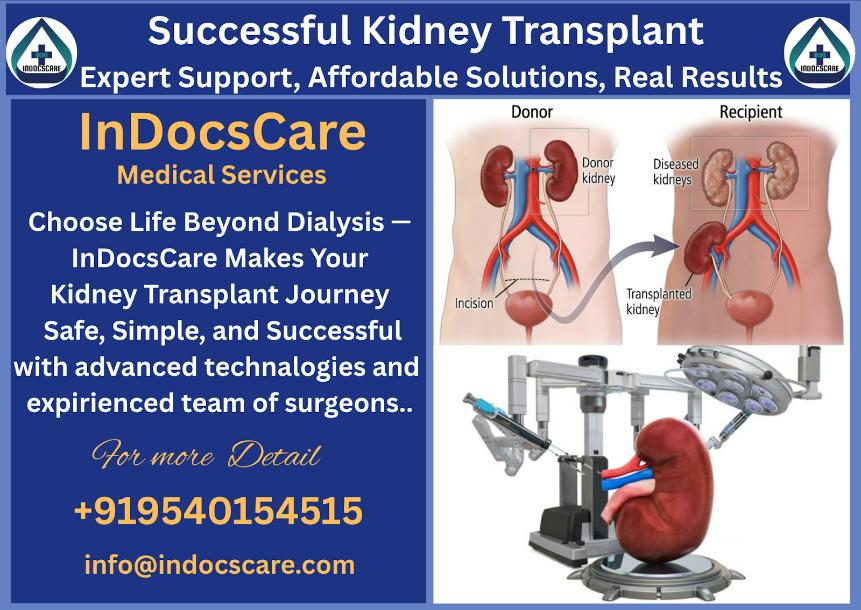 Successful Kidney Transplant
Expert Support, Affordable Solutions, Real Results
INDOCSCARE
INDOCSCARE
InDocsCare
Medical Services
Choose Life Beyond Dialysis —
InDocsCare Makes Your
Kidney Transplant Journey
Safe, Simple, and Successful
with advanced technalogies and
expirienced team of surgeons..
For more Detail
+919540154515
info@indocscare.com
Donor
Recipient
Donor
kidney
Diseased
kidneys
Incision
Transplanted
kidney